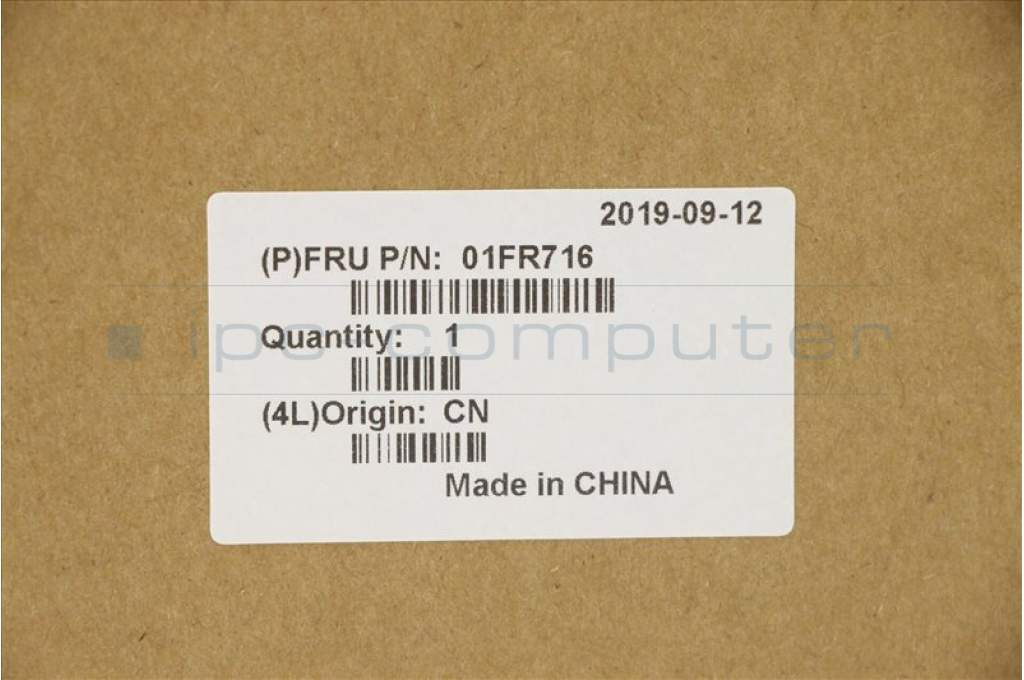 2019-09-12
(P)FRU P/N: 01FR716
Quantity: 1
ipc computer
(4L)Origin: CN
Made in CHINA